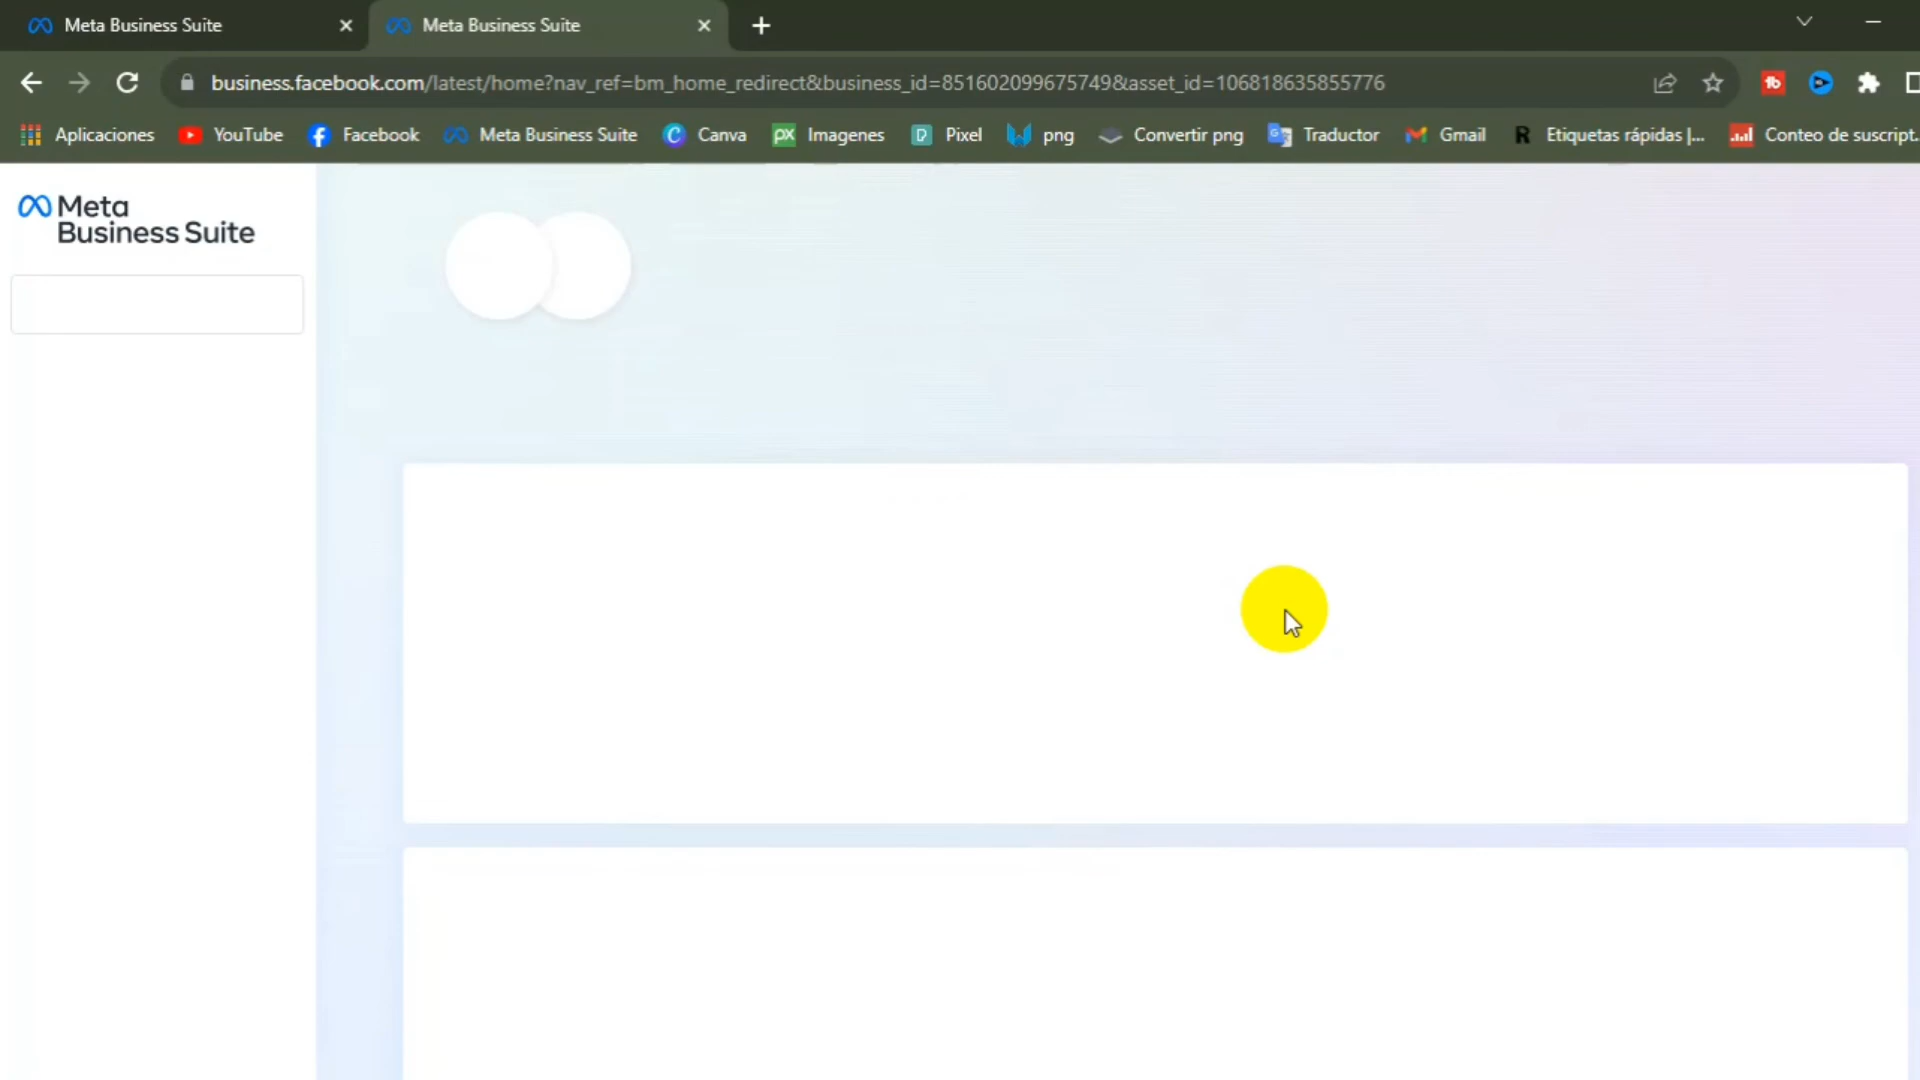 Meta Business Suite
Meta Business Suite
business.facebook.com/latest/home?nav_ref=bm_home_redirect&business_id=851602099675749&asset_id=106818635855776
Aplicaciones YouTube Facebook Meta Business Suite Canva Imagenes Pixel png Convertir png Traductor Gmail Etiquetas rápidas |... Conteo de suscript.
Meta
Business Suite